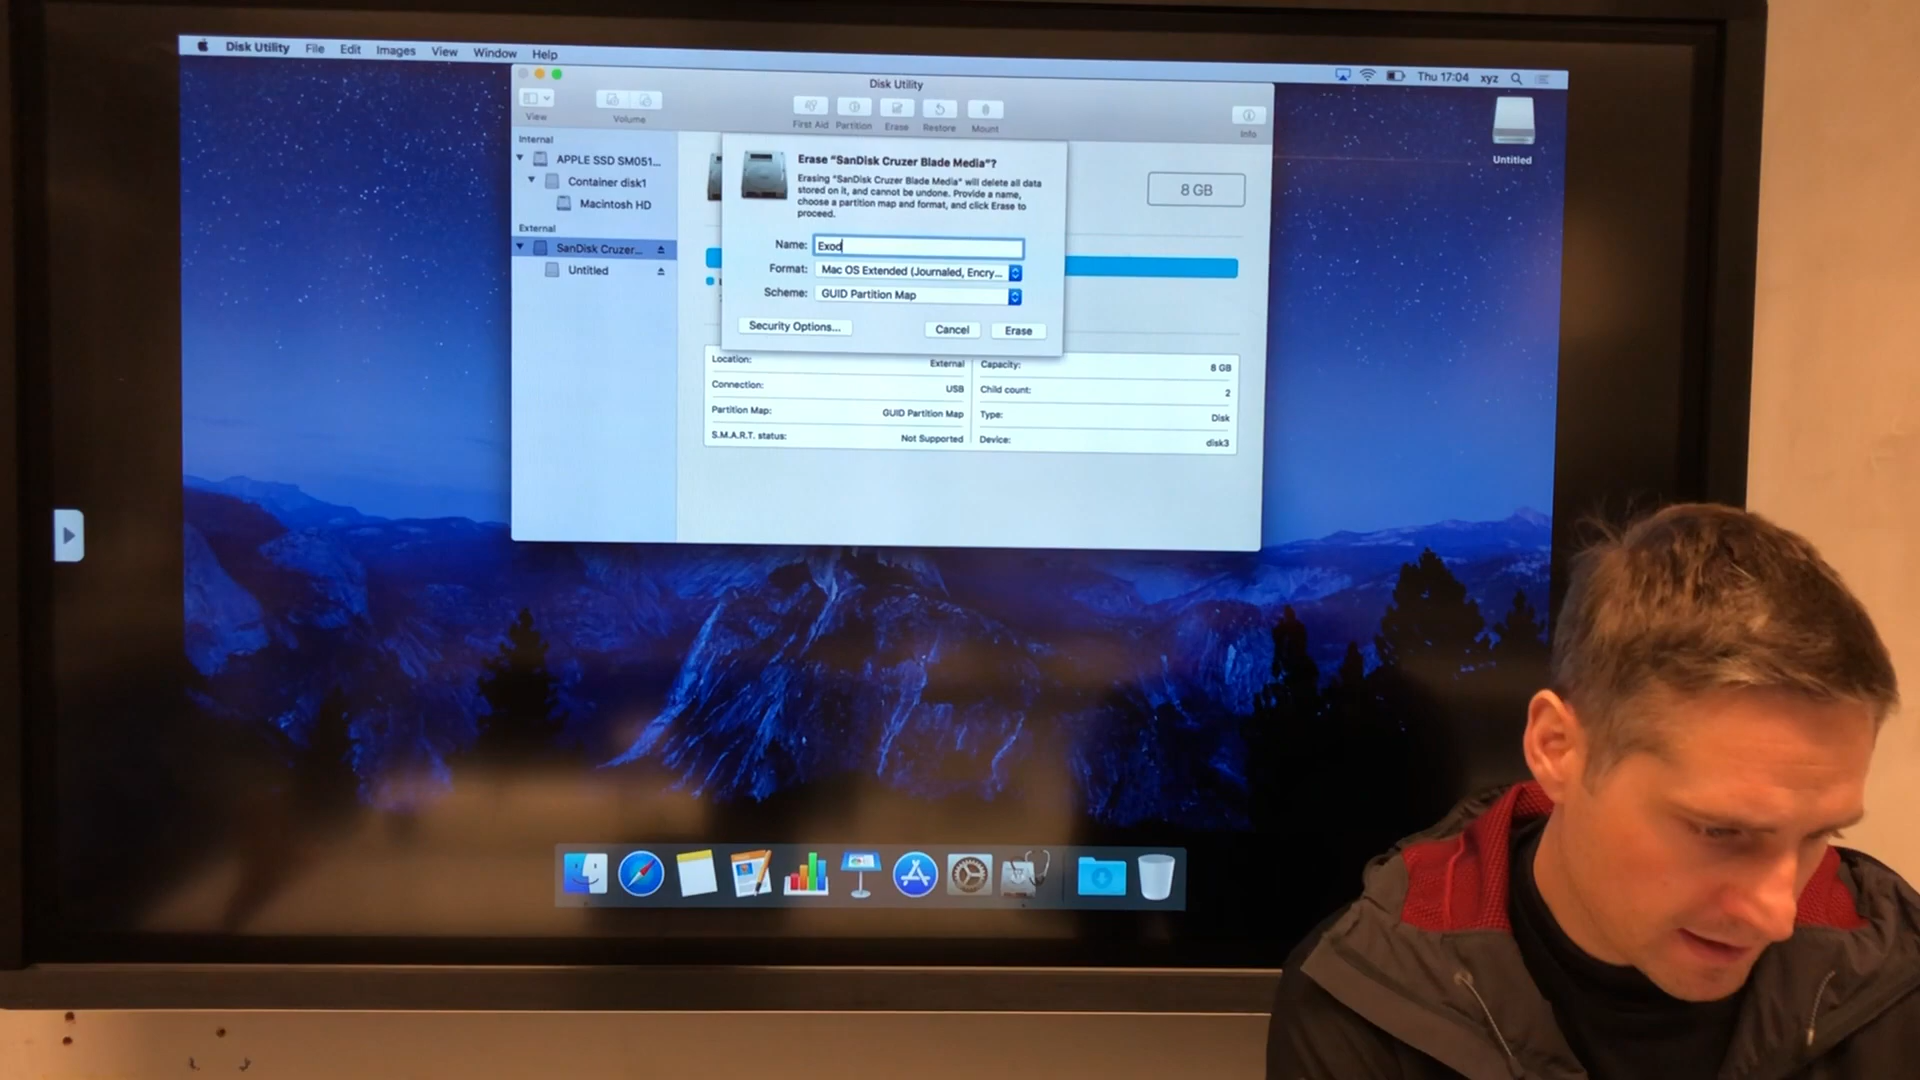 Disk Utility File Edit Images View Window Help
Thu 17:04 xyz
Disk Utility
View
Volume
First Aid Partition Erase Restore Mount
Info
Internal
APPLE SSD SM051...
Container disk1
Macintosh HD
External
SanDisk Cruzer...
Untitled
Erase “SanDisk Cruzer Blade Media”?
Erasing “SanDisk Cruzer Blade Media” will delete all data
stored on it, and cannot be undone. Provide a name,
choose a partition map and format, and click Erase to
proceed.
Name: Exod
Format: Mac OS Extended (Journaled, Encry...
Scheme: GUID Partition Map
Security Options... Cancel Erase
8 GB
Location: External
Connection: USB
Partition Map: GUID Partition Map
S.M.A.R.T. status: Not Supported
Capacity: 8 GB
Child count: 2
Type: Disk
Device: disk3
Untitled